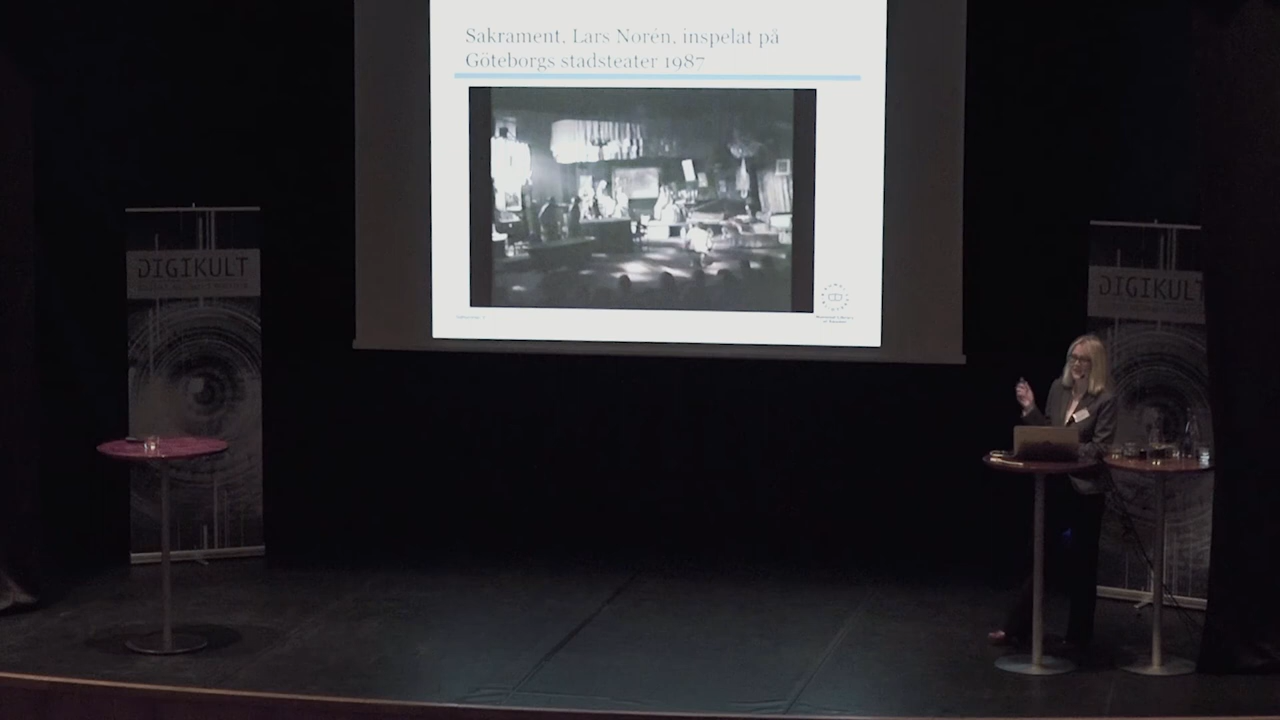 Sakrament, Lars Norén, inspelat på
Göteborgs stadsteater 1987
DIGIKULT
DIGIKULT